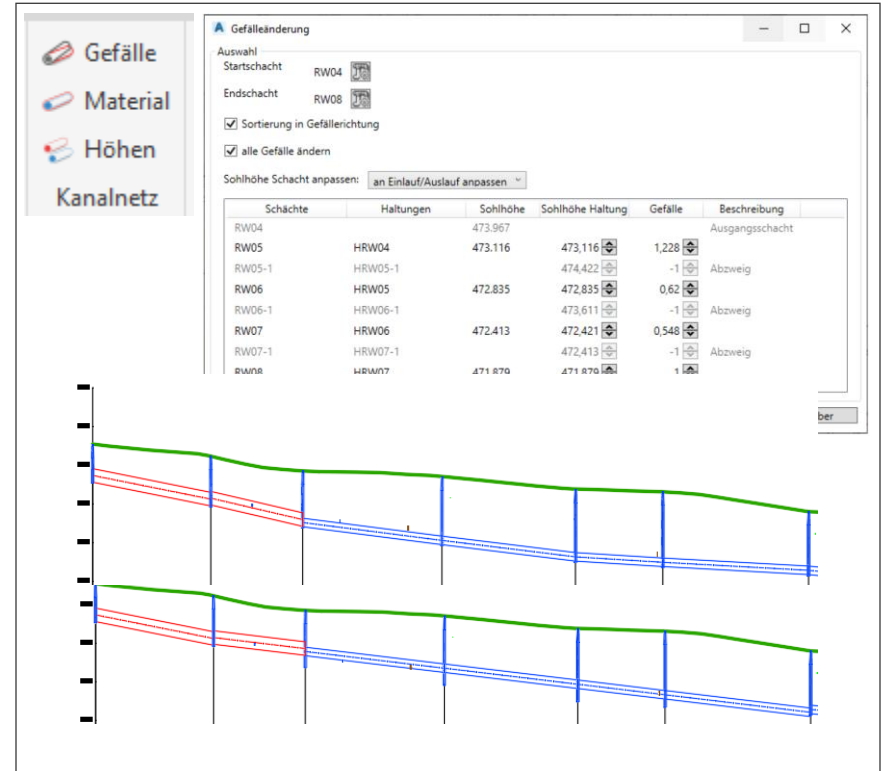 Gefälle
Material
Höhen
Kanalnetz
Gefälleänderung
Auswahl
Startschacht RW04
Endschacht RW08
Sortierung in Gefällerichtung
alle Gefälle ändern
Sohlhöhe Schacht anpassen: an Einlauf/Auslauf anpassen
Schächte Haltungen Sohlhöhe Sohlhöhe Haltung Gefälle Beschreibung
RW04 473.967 Ausgangsschacht
RW05 HRW04 473.116 473,116 1,228
RW05-1 HRW05-1 474,422 -1 Abzweig
RW06 HRW05 472.835 472,835 0,62
RW06-1 HRW06-1 473,611 -1 Abzweig
RW07 HRW06 472.413 472,421 0,548
RW07-1 HRW07-1 472,413 -1 Abzweig
RW08 HRW07 471.879 471.879 1
ber